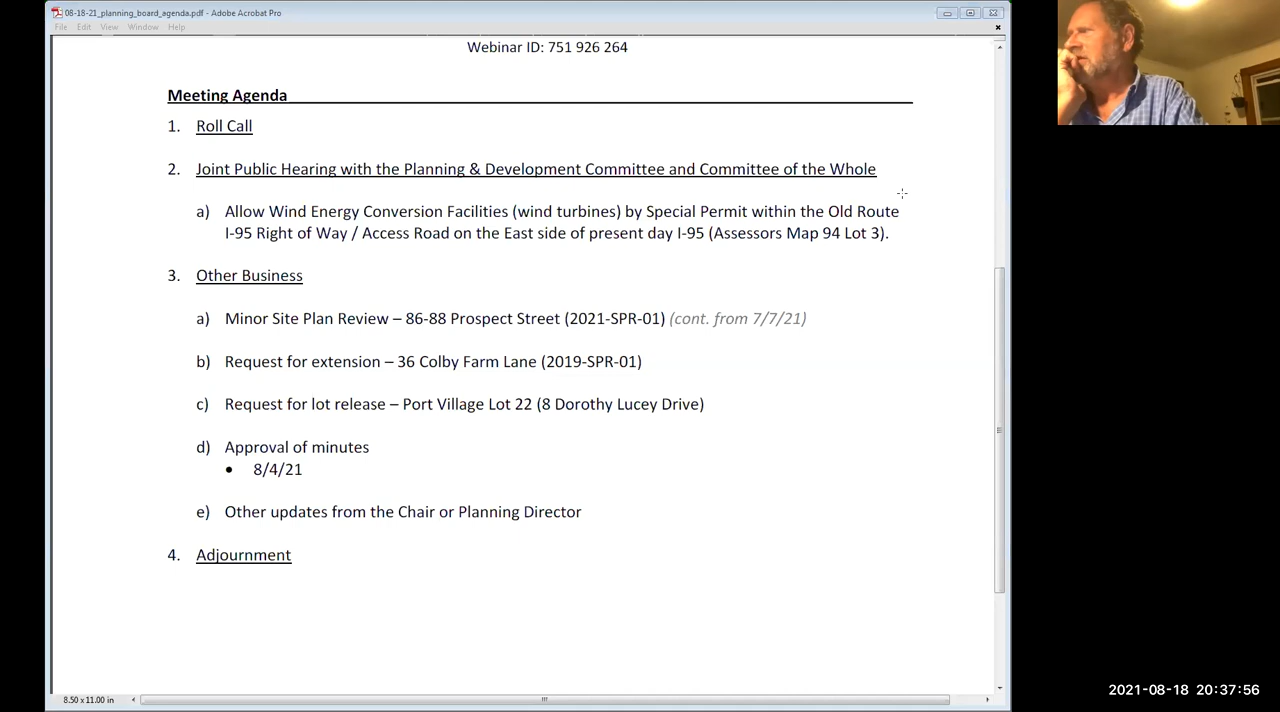 08-18-21_planning_board_agenda.pdf - Adobe Acrobat Pro
File Edit View Window Help
Webinar ID: 751 926 264
Meeting Agenda
1. Roll Call
2. Joint Public Hearing with the Planning & Development Committee and Committee of the Whole
a) Allow Wind Energy Conversion Facilities (wind turbines) by Special Permit within the Old Route
I-95 Right of Way / Access Road on the East side of present day I-95 (Assessors Map 94 Lot 3).
3. Other Business
a) Minor Site Plan Review – 86-88 Prospect Street (2021-SPR-01) (cont. from 7/7/21)
b) Request for extension – 36 Colby Farm Lane (2019-SPR-01)
c) Request for lot release – Port Village Lot 22 (8 Dorothy Lucey Drive)
d) Approval of minutes
• 8/4/21
e) Other updates from the Chair or Planning Director
4. Adjournment
8.50 x 11.00 in
2021-08-18 20:37:56